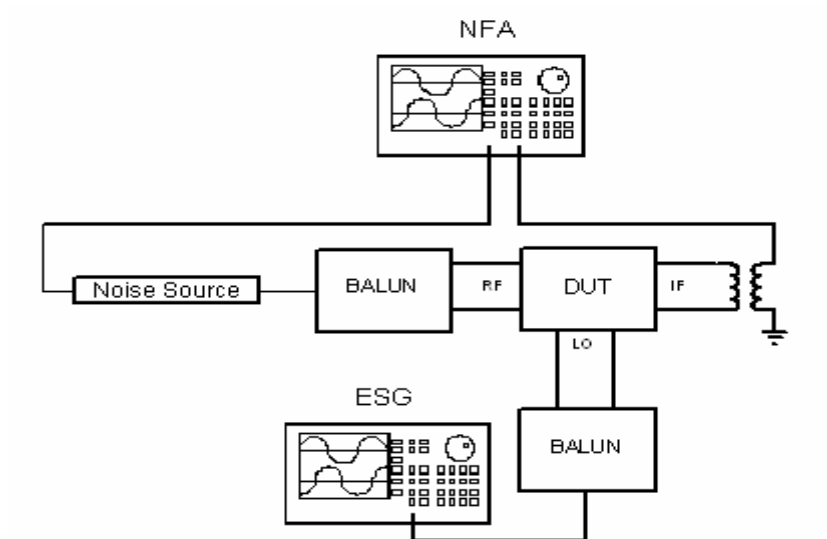 NFA
Noise Source
BALUN
RF
DUT
IF
LO
ESG
BALUN